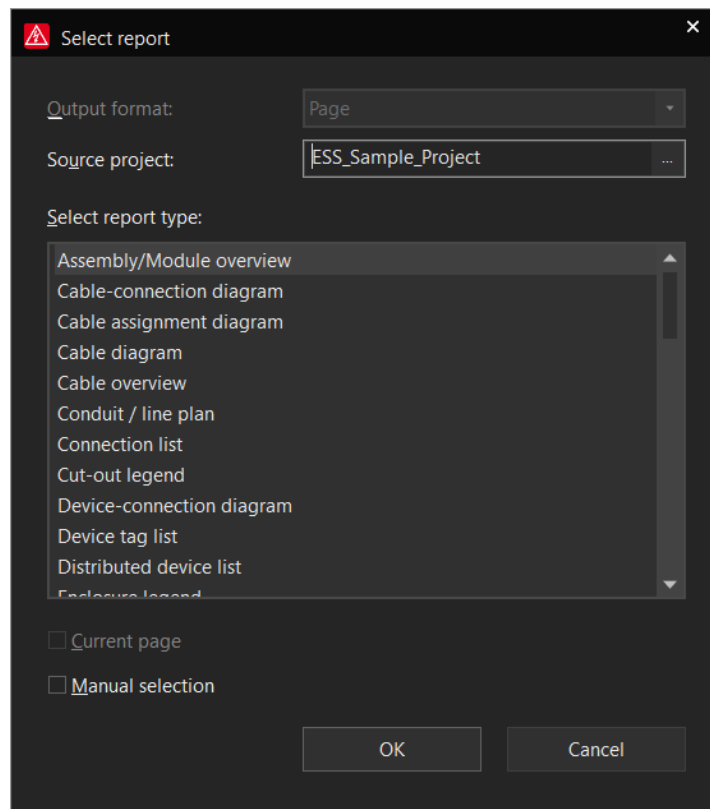 Select report
Output format: Page
Source project: ESS_Sample_Project ...
Select report type:
Assembly/Module overview
Cable-connection diagram
Cable assignment diagram
Cable diagram
Cable overview
Conduit / line plan
Connection list
Cut-out legend
Device-connection diagram
Device tag list
Distributed device list
Enclosure legend
Current page
Manual selection
OK Cancel